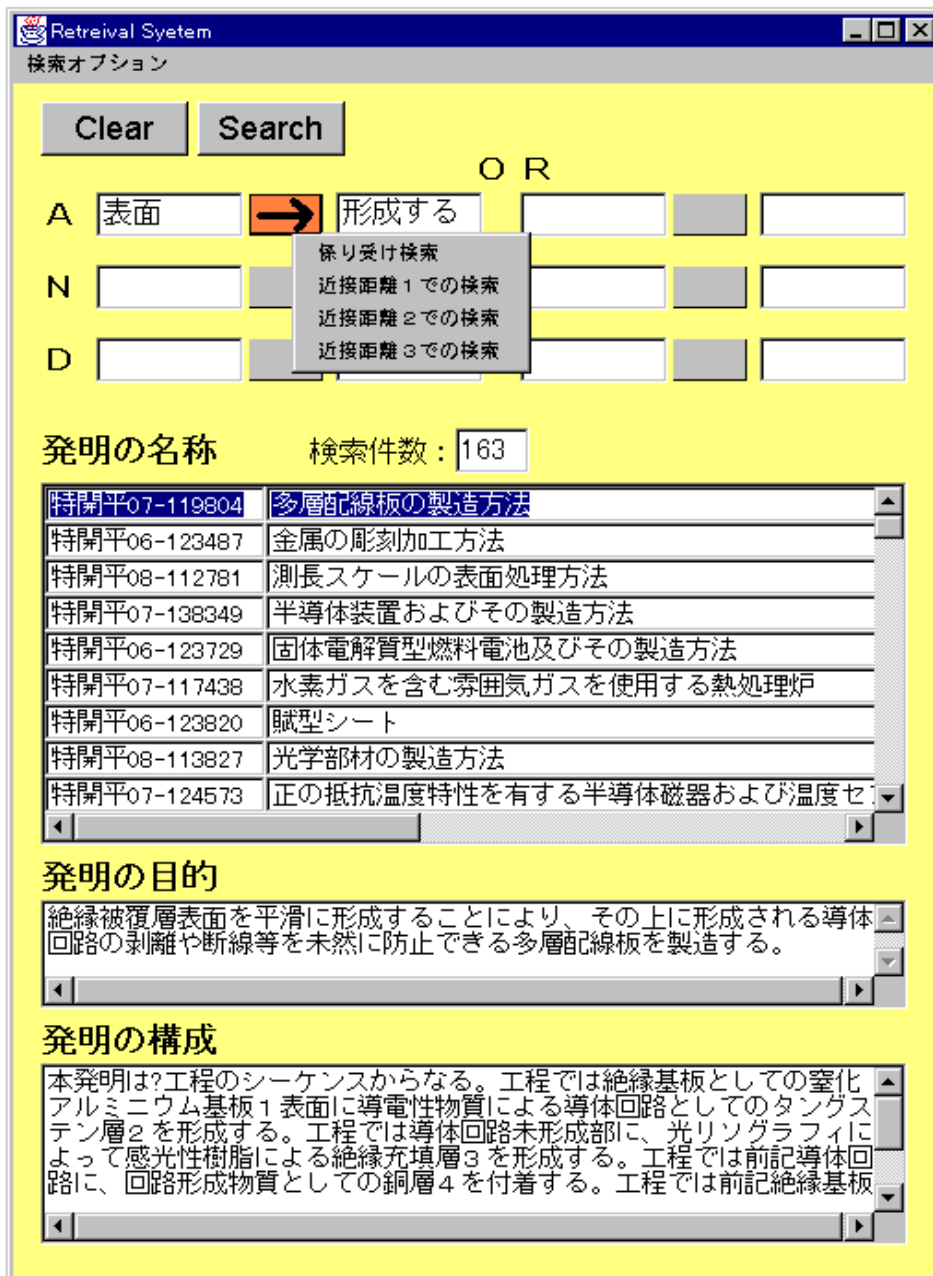 Retreival Syetem
検索オプション
Clear Search
O R
A 表面 → 形成する
係り受け検索
N 近接距離1での検索
近接距離2での検索
D 近接距離3での検索
発明の名称 検索件数：163
特開平07-119804 多層配線板の製造方法
特開平06-123487 金属の彫刻加工方法
特開平08-112781 測長スケールの表面処理方法
特開平07-138349 半導体装置およびその製造方法
特開平06-123729 固体電解質型燃料電池及びその製造方法
特開平07-117438 水素ガスを含む雰囲気ガスを使用する熱処理炉
特開平06-123820 賦型シート
特開平08-113827 光学部材の製造方法
特開平07-124573 正の抵抗温度特性を有する半導体磁器および温度セ
発明の目的
絶縁被覆層表面を平滑に形成することにより、その上に形成される導体
回路の剥離や断線等を未然に防止できる多層配線板を製造する。
発明の構成
本発明は?工程のシーケンスからなる。工程では絶縁基板としての窒化
アルミニウム基板1表面に導電性物質による導体回路としてのタングス
テン層2を形成する。工程では導体回路未形成部に、光リソグラフィに
よって感光性樹脂による絶縁充填層3を形成する。工程では前記導体回
路に、回路形成物質としての銅層4を付着する。工程では前記絶縁基板